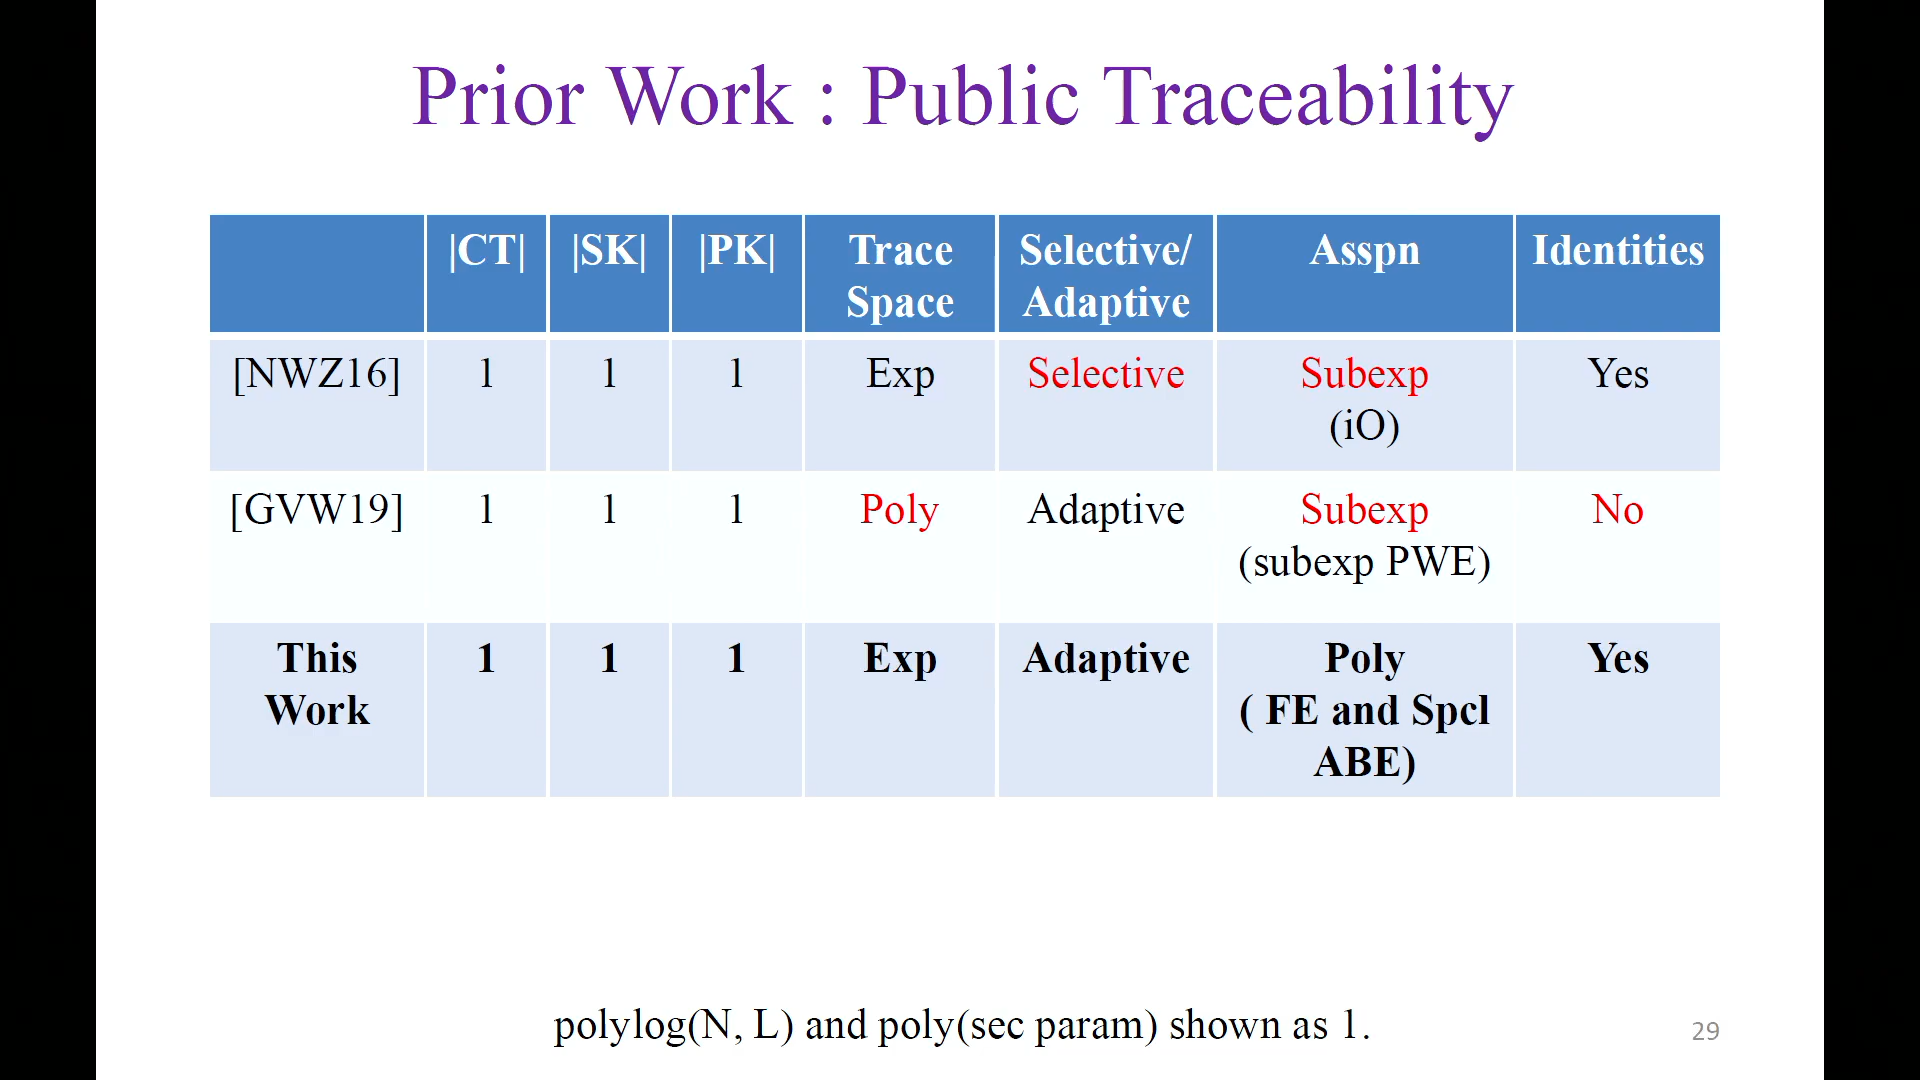 Prior Work : Public Traceability
|CT| |SK| |PK| Trace Space Selective/ Adaptive Asspn Identities
[NWZ16] 1 1 1 Exp Selective Subexp (iO) Yes
[GVW19] 1 1 1 Poly Adaptive Subexp (subexp PWE) No
This Work 1 1 1 Exp Adaptive Poly ( FE and Spcl ABE) Yes
polylog(N, L) and poly(sec param) shown as 1.
29